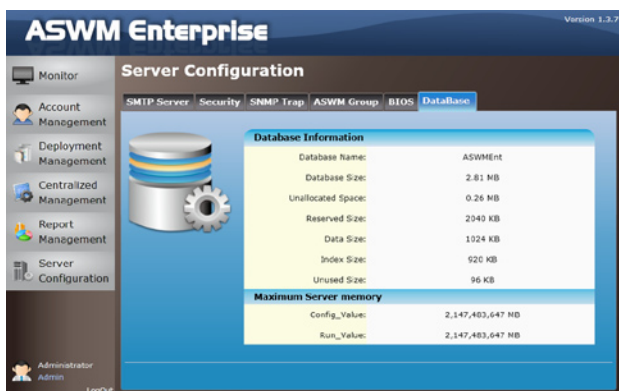 ASWM Enterprise
Version 1.3.7
Monitor
Account
Management
Deployment
Management
Centralized
Management
Report
Management
Server
Configuration
Administrator
Admin
LogOut
Server Configuration
SMTP Server Security SNMP Trap ASWM Group BIOS DataBase
Database Information
Database Name: ASWMEnt
Database Size: 2.81 MB
Unallocated Space: 0.26 MB
Reserved Size: 2040 KB
Data Size: 1024 KB
Index Size: 920 KB
Unused Size: 96 KB
Maximum Server memory
Config_Value: 2,147,483,647 MB
Run_Value: 2,147,483,647 MB